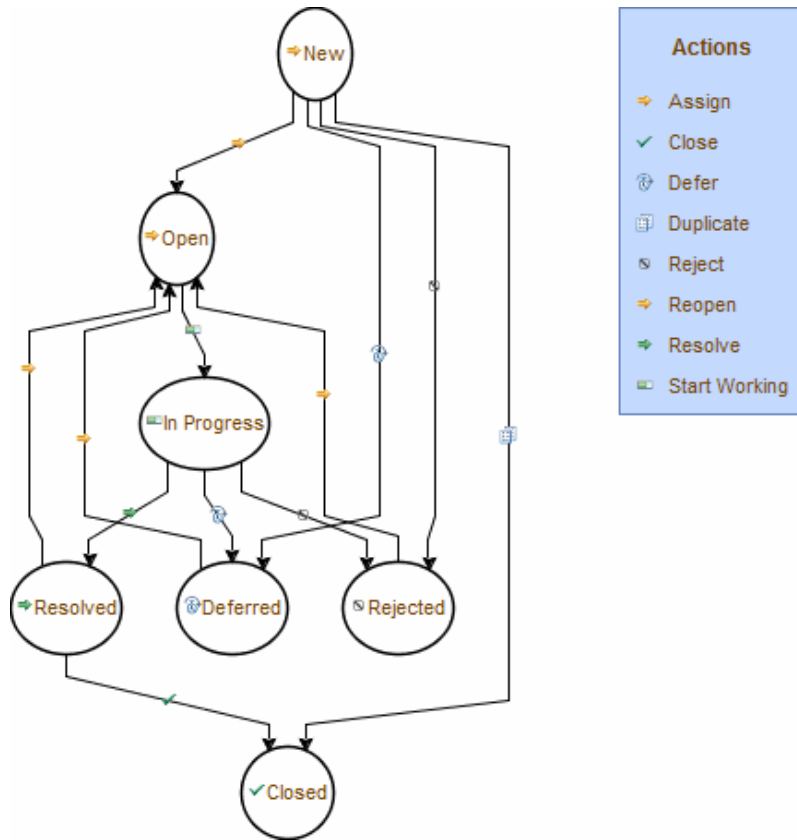 New
Open
In Progress
Resolved
Deferred
Rejected
Closed
Actions
Assign
Close
Defer
Duplicate
Reject
Reopen
Resolve
Start Working